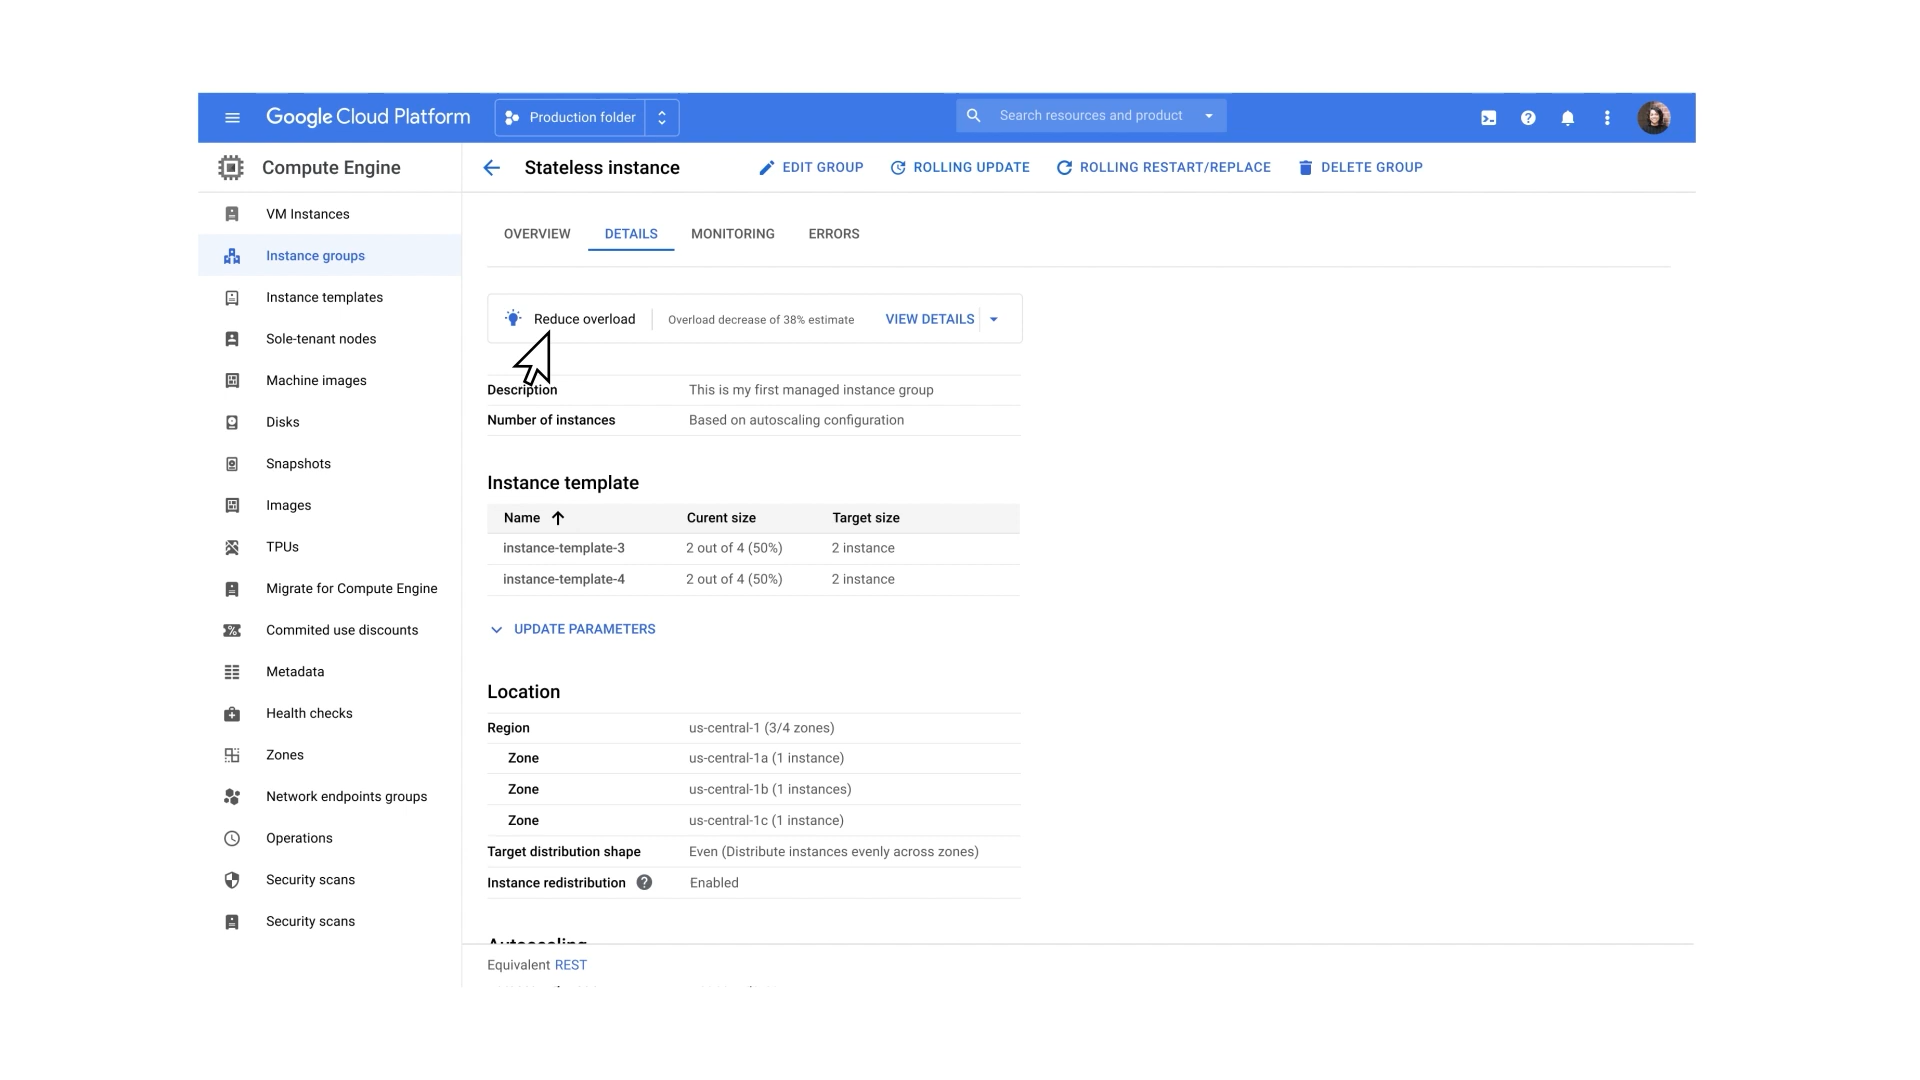 Google Cloud Platform
Production folder
Search resources and product
Compute Engine
Stateless instance
EDIT GROUP
ROLLING UPDATE
ROLLING RESTART/REPLACE
DELETE GROUP
VM Instances
Instance groups
Instance templates
Sole-tenant nodes
Machine images
Disks
Snapshots
Images
TPUs
Migrate for Compute Engine
Commited use discounts
Metadata
Health checks
Zones
Network endpoints groups
Operations
Security scans
Security scans
OVERVIEW DETAILS MONITORING ERRORS
Reduce overload Overload decrease of 38% estimate VIEW DETAILS
Description This is my first managed instance group
Number of instances Based on autoscaling configuration
Instance template
Name Curent size Target size
instance-template-3 2 out of 4 (50%) 2 instance
instance-template-4 2 out of 4 (50%) 2 instance
UPDATE PARAMETERS
Location
Region us-central-1 (3/4 zones)
Zone us-central-1a (1 instance)
Zone us-central-1b (1 instances)
Zone us-central-1c (1 instance)
Target distribution shape Even (Distribute instances evenly across zones)
Instance redistribution Enabled
Autoscaling
Equivalent REST